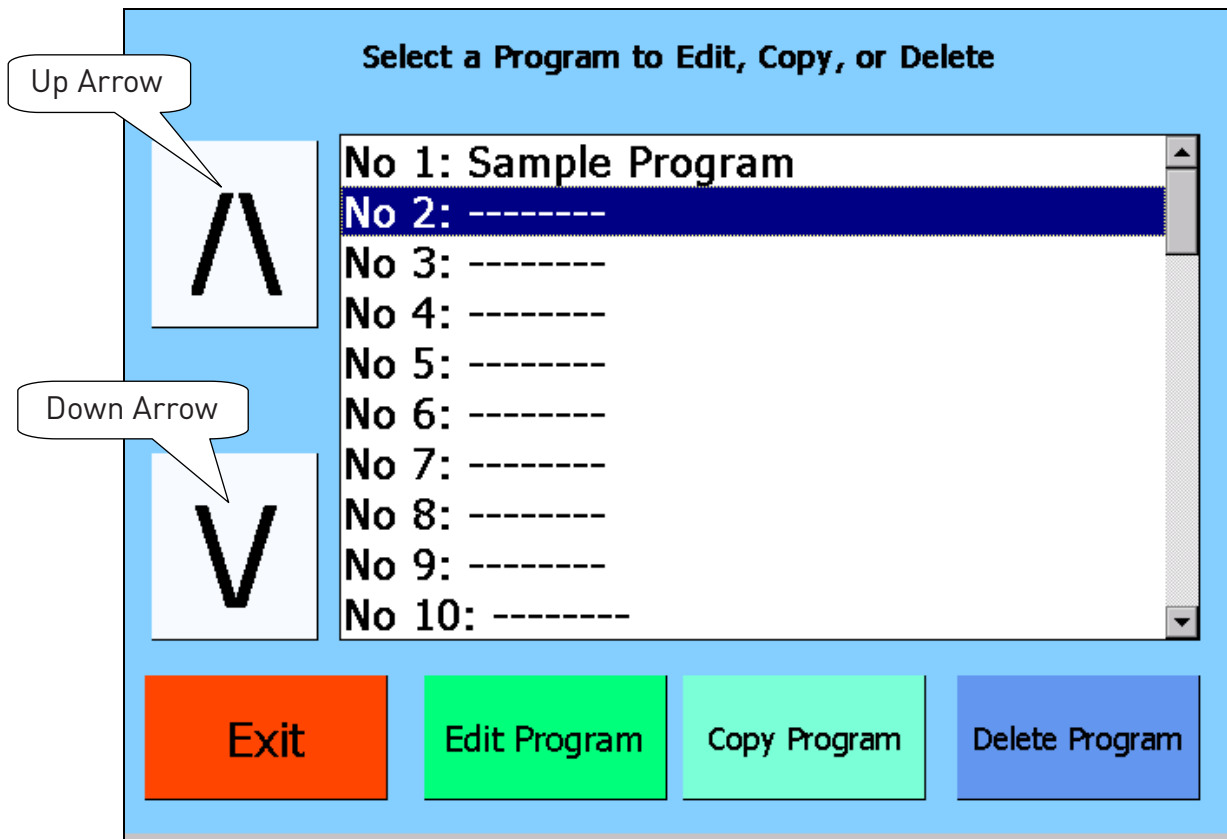 Select a Program to Edit, Copy, or Delete
Up Arrow
No 1: Sample Program
No 2: --------
No 3: --------
No 4: --------
No 5: --------
Down Arrow
No 6: --------
No 7: --------
No 8: --------
No 9: --------
No 10: --------
Exit
Edit Program
Copy Program
Delete Program